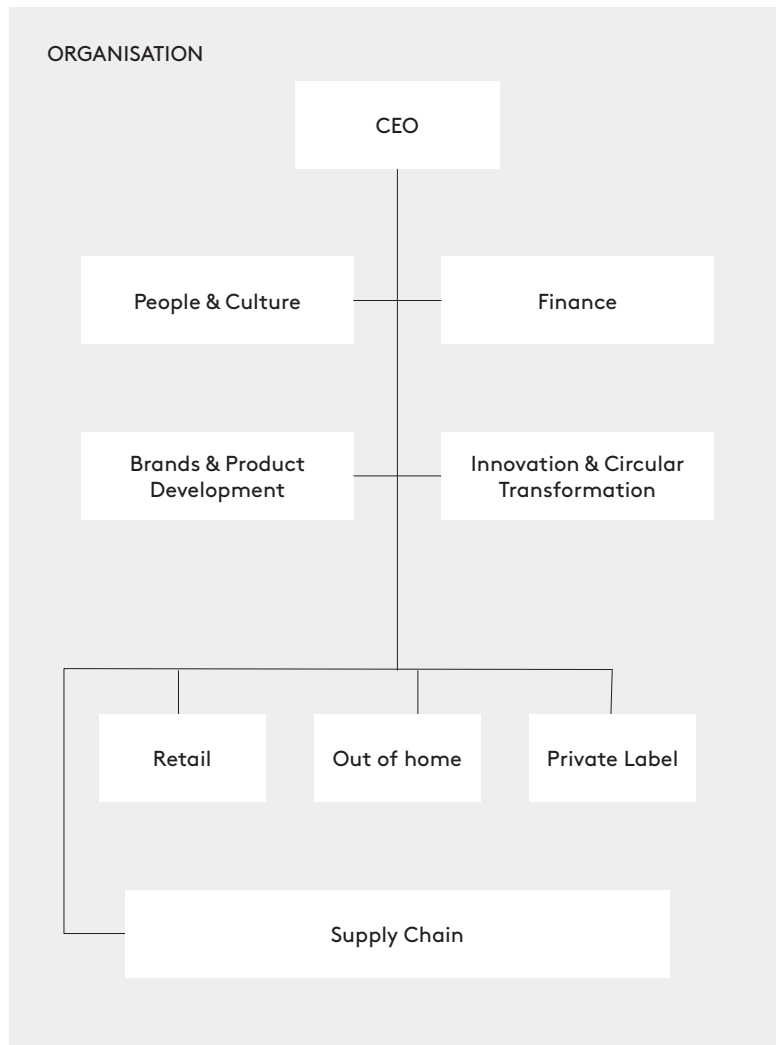 ORGANISATION
CEO
People & Culture
Finance
Brands & Product
Development
Innovation & Circular
Transformation
Retail
Out of home
Private Label
Supply Chain